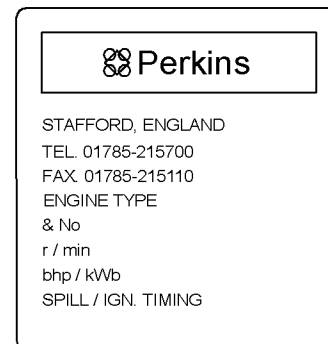 Perkins
STAFFORD, ENGLAND
TEL. 01785-215700
FAX. 01785-215110
ENGINE TYPE
& No
r / min
bhp / kWb
SPILL / IGN. TIMING